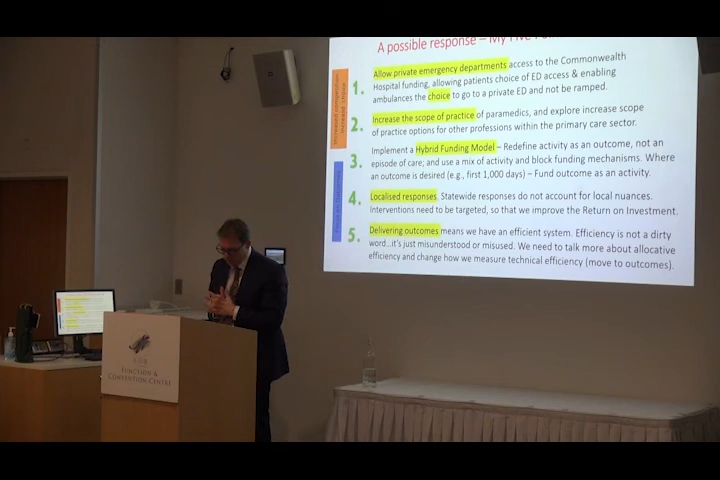 A possible response – My Five
1. Allow private emergency departments access to the Commonwealth
Hospital funding, allowing patients choice of ED access & enabling
ambulances the choice to go to a private ED and not be ramped.
2. Increase the scope of practice of paramedics, and explore increase scope
of practice options for other professions within the primary care sector.
3. Implement a Hybrid Funding Model – Redefine activity as an outcome, not an
episode of care; and use a mix of activity and block funding mechanisms. Where
an outcome is desired (e.g., first 1,000 days) – Fund outcome as an activity.
4. Localised responses. Statewide responses do not account for local nuances.
Interventions need to be targeted, so that we improve the Return on Investment.
5. Delivering outcomes means we have an efficient system. Efficiency is not a dirty
word...it's just misunderstood or misused. We need to talk more about allocative
efficiency and change how we measure technical efficiency (move to outcomes).
Function &
Convention Centre